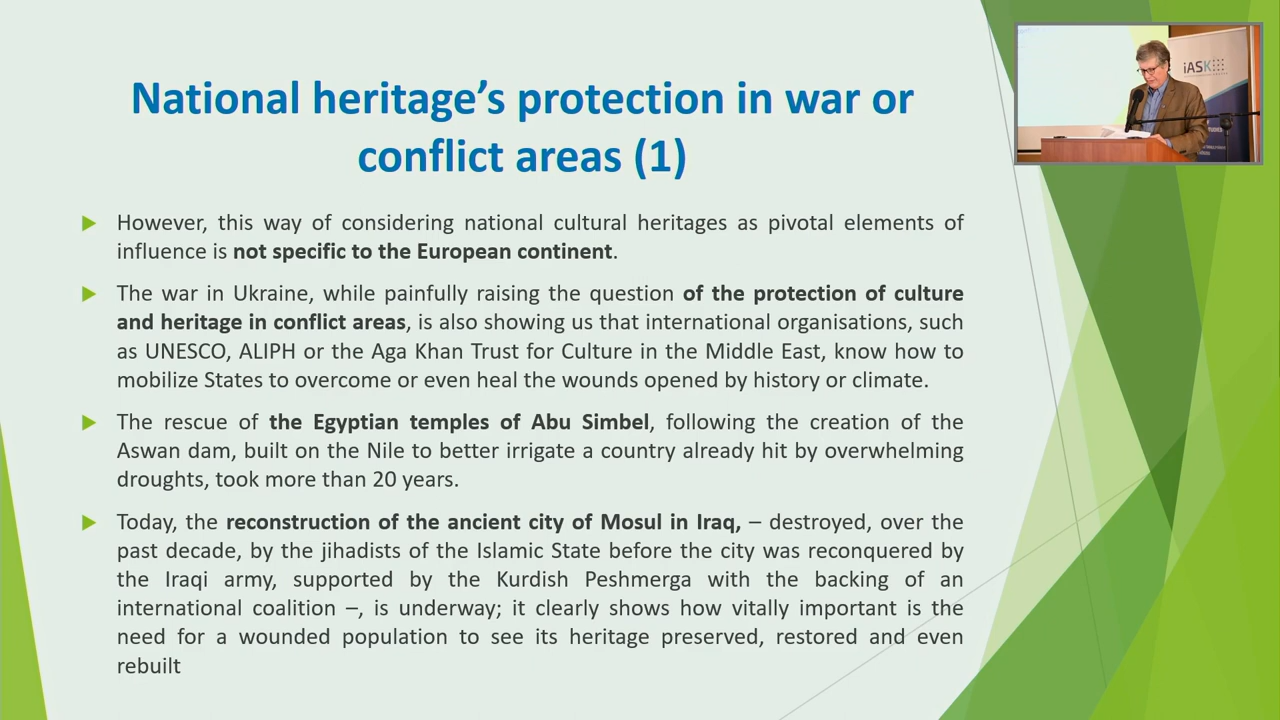 National heritage’s protection in war or
conflict areas (1)
However, this way of considering national cultural heritages as pivotal elements of
influence is not specific to the European continent.
The war in Ukraine, while painfully raising the question of the protection of culture
and heritage in conflict areas, is also showing us that international organisations, such
as UNESCO, ALIPH or the Aga Khan Trust for Culture in the Middle East, know how to
mobilize States to overcome or even heal the wounds opened by history or climate.
The rescue of the Egyptian temples of Abu Simbel, following the creation of the
Aswan dam, built on the Nile to better irrigate a country already hit by overwhelming
droughts, took more than 20 years.
Today, the reconstruction of the ancient city of Mosul in Iraq, – destroyed, over the
past decade, by the jihadists of the Islamic State before the city was reconquered by
the Iraqi army, supported by the Kurdish Peshmerga with the backing of an
international coalition –, is underway; it clearly shows how vitally important is the
need for a wounded population to see its heritage preserved, restored and even
rebuilt
iASK